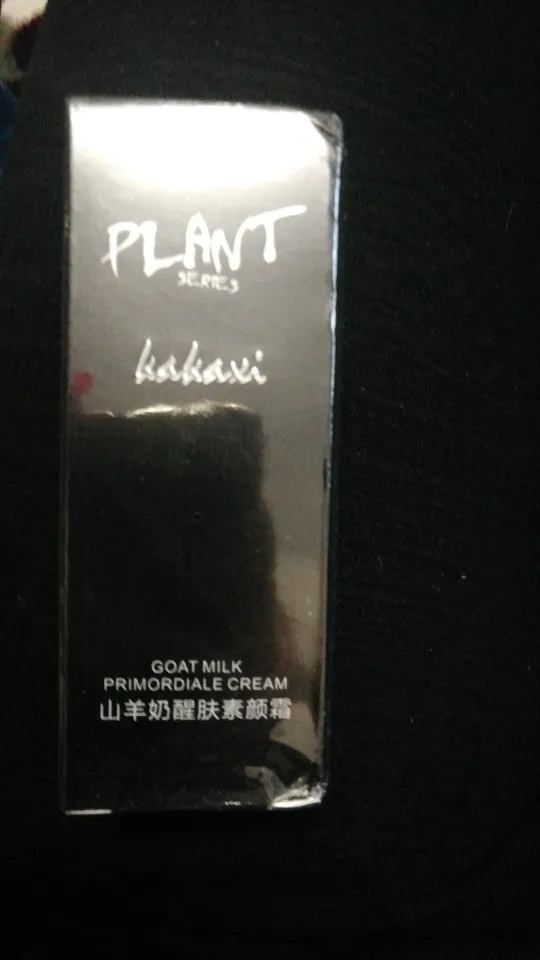 PLANT
SERIES
kakaxi
GOAT MILK
PRIMORDIALE CREAM
山羊奶醒肤素颜霜